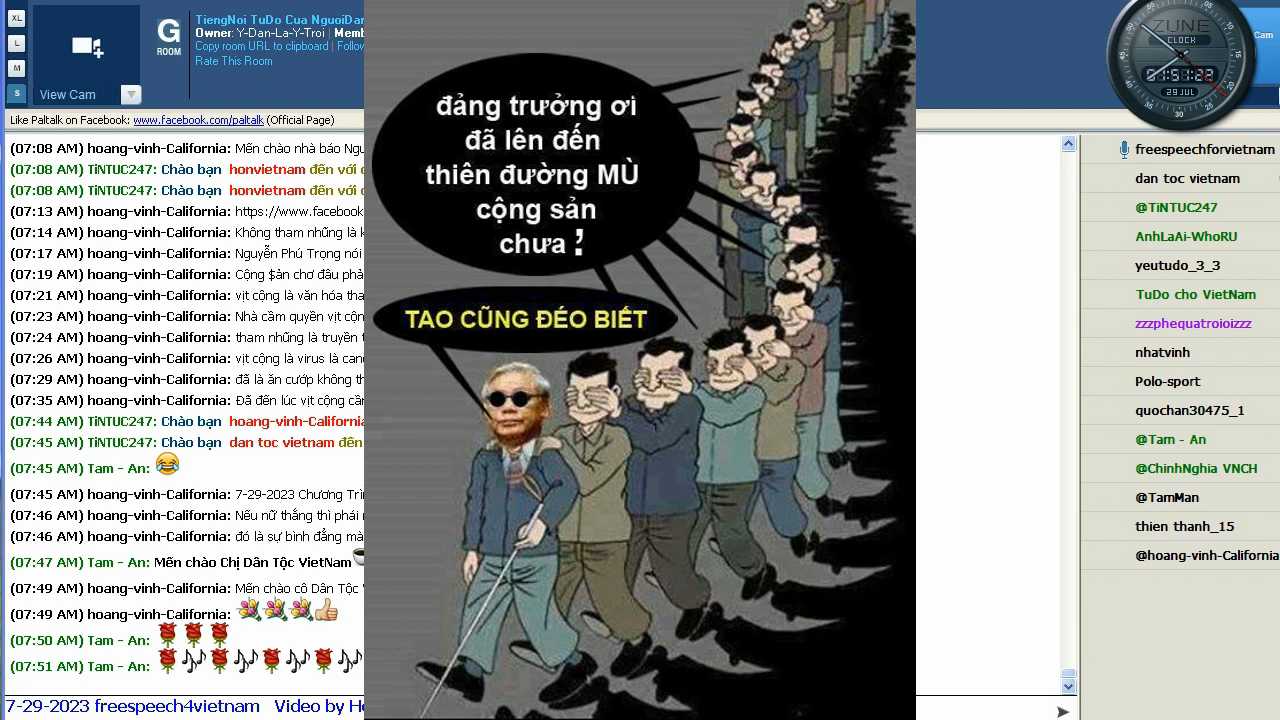 XL
L
M
S
View Cam
G
ROOM
TiengNoi TuDo Cua NguoiDan
Owner: Y-Dan-La-Y-Troi | Memb
Copy room URL to clipboard | Follow
Rate This Room
Like Paltalk on Facebook: www.facebook.com/paltalk (Official Page)
(07:08 AM) hoang-vinh-California: Mến chào nhà báo Ngu
(07:08 AM) TiNTUC247: Chào bạn honvietnam đến với
(07:08 AM) TiNTUC247: Chào bạn honvietnam đến với
(07:13 AM) hoang-vinh-California: https://www.facebook
(07:14 AM) hoang-vinh-California: Không tham nhũng là
(07:17 AM) hoang-vinh-California: Nguyễn Phú Trọng nói
(07:19 AM) hoang-vinh-California: Cộng $ản chợ đâu phả
(07:21 AM) hoang-vinh-California: vịt cộng là văn hóa tha
(07:23 AM) hoang-vinh-California: Nhà cầm quyền vịt cộn
(07:24 AM) hoang-vinh-California: tham nhũng là truyền
(07:26 AM) hoang-vinh-California: vịt cộng là virus là can
(07:29 AM) hoang-vinh-California: đã là ăn cướp không th
(07:35 AM) hoang-vinh-California: Đã đến lúc vịt cộng cần
(07:44 AM) TiNTUC247: Chào bạn hoang-vinh-California
(07:45 AM) TiNTUC247: Chào bạn dan toc vietnam đến
(07:45 AM) Tam - An:
(07:45 AM) hoang-vinh-California: 7-29-2023 Chương Trìn
(07:46 AM) hoang-vinh-California: Nếu nữ thắng thì phải
(07:46 AM) hoang-vinh-California: đó là sự bình đẳng mà
(07:47 AM) Tam - An: Mến chào Chị Dân Tộc VietNam
(07:49 AM) hoang-vinh-California: Mến chào cô Dân Tộc
(07:49 AM) hoang-vinh-California:
(07:50 AM) Tam - An:
(07:51 AM) Tam - An:
7-29-2023 freespeech4vietnam Video by Ho
đảng trưởng ơi
đã lên đến
thiên đường MÙ
cộng sản
chưa ?
TAO CŨNG ĐÉO BIẾT
ZUNE
CLOCK
07:51:23
29 JUL
Cam
freespeechforvietnam
dan toc vietnam
@TiNTUC247
AnhLaAi-WhoRU
yeutudo_3_3
TuDo cho VietNam
zzzphequatroioizzz
nhatvinh
Polo-sport
quochan30475_1
@Tam - An
@ChinhNghia VNCH
@TamMan
thien thanh_15
@hoang-vinh-California